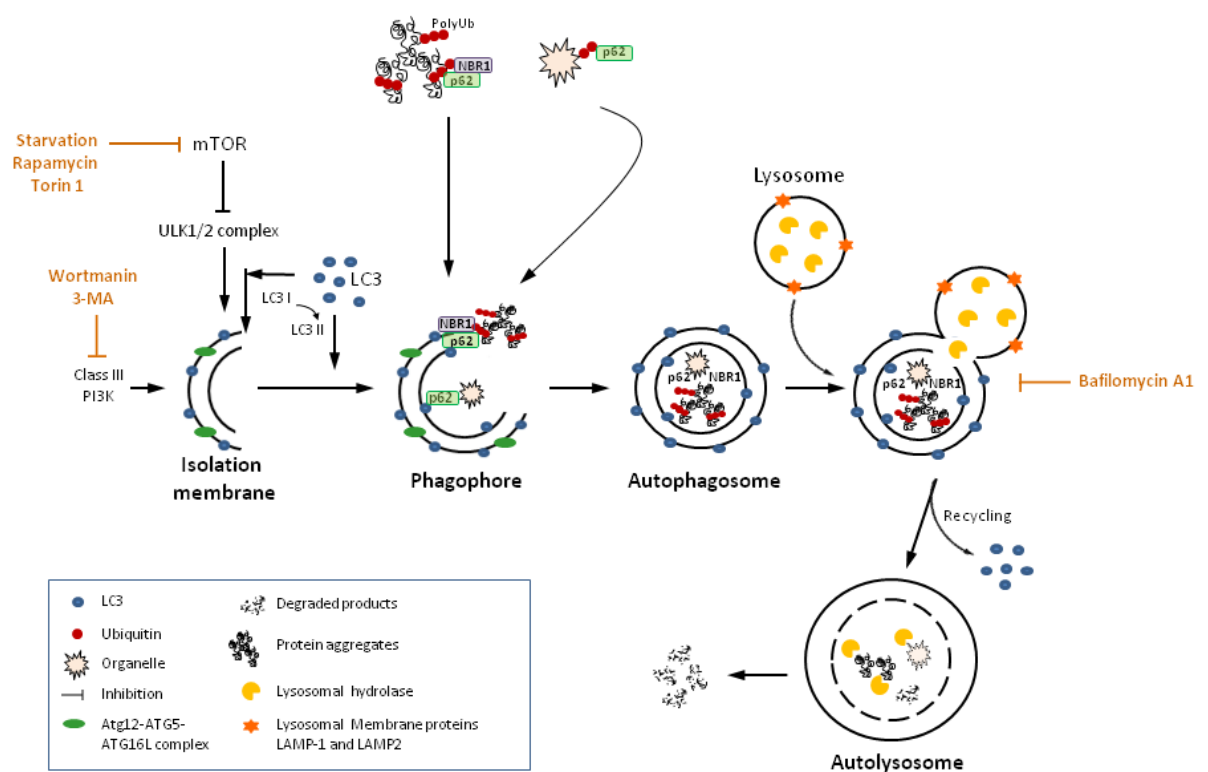 PolyUb
NBR1
p62
p62
Starvation
Rapamycin
Torin 1
mTOR
ULK1/2 complex
Wortmanin
3-MA
LC3
LC3 I
LC3 II
Class III
PI3K
Isolation
membrane
NBR1
p62
p62
Phagophore
p62
NBR1
Autophagosome
Lysosome
p62
NBR1
Bafilomycin A1
Recycling
Autolysosome
LC3
Ubiquitin
Organelle
Inhibition
Atg12-ATG5-
ATG16L complex
Degraded products
Protein aggregates
Lysosomal hydrolase
Lysosomal Membrane proteins
LAMP-1 and LAMP2